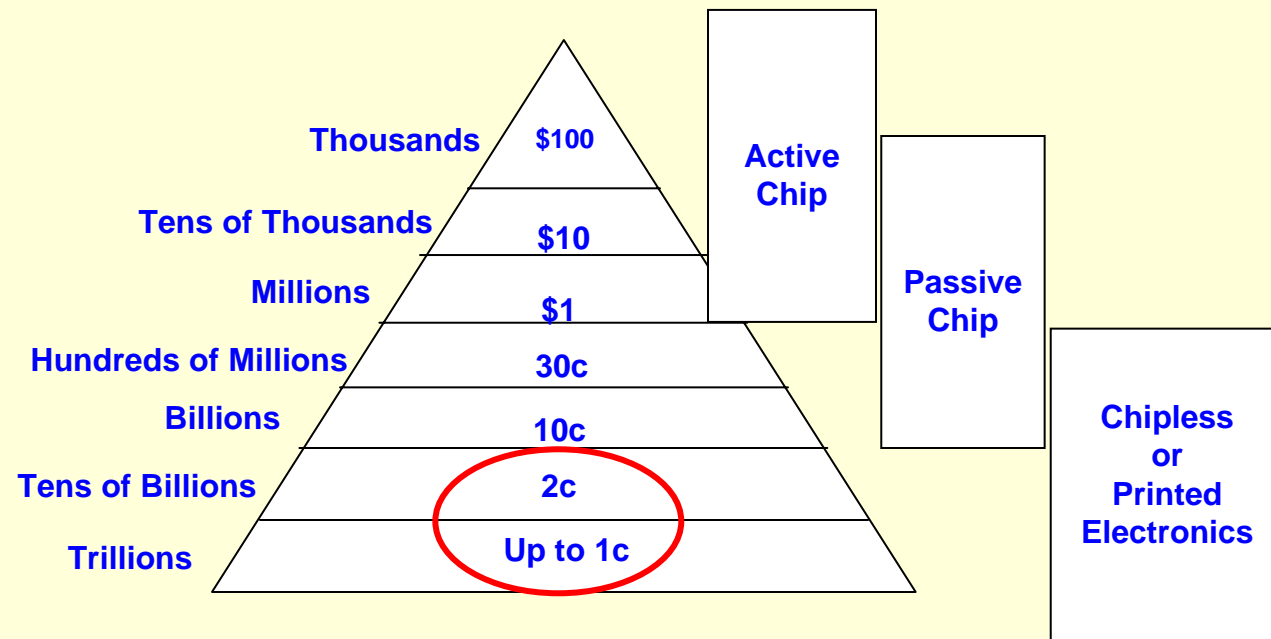 Thousands
$100
Tens of Thousands
$10
Millions
$1
Hundreds of Millions
30c
Billions
10c
Tens of Billions
2c
Trillions
Up to 1c
Active
Chip
Passive
Chip
Chipless
or
Printed
Electronics